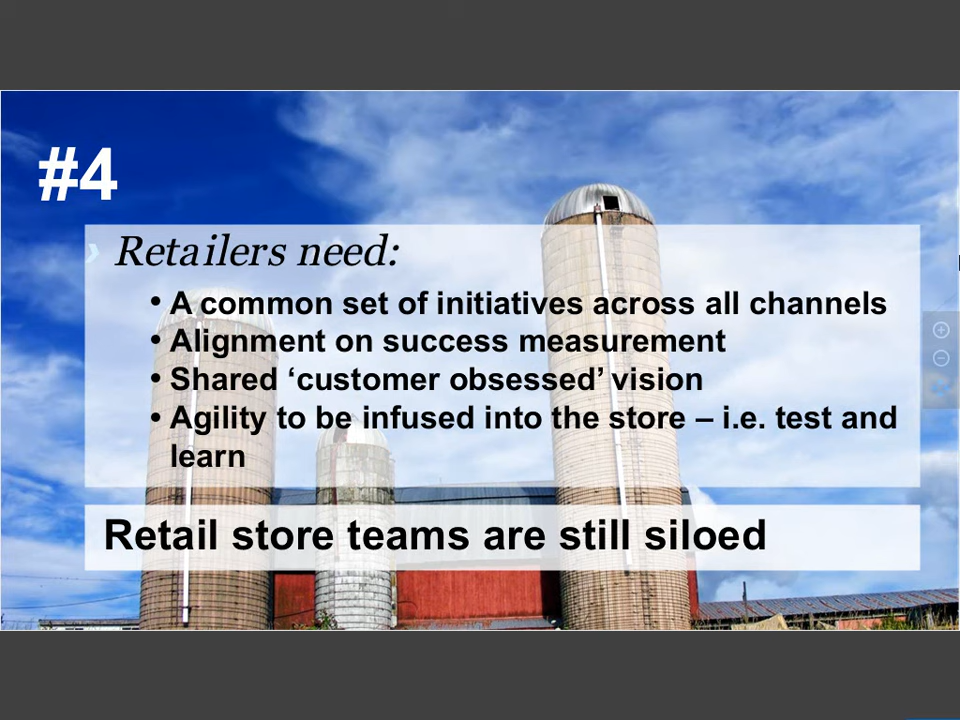 #4
› Retailers need:
• A common set of initiatives across all channels
• Alignment on success measurement
• Shared ‘customer obsessed’ vision
• Agility to be infused into the store – i.e. test and
learn
Retail store teams are still siloed